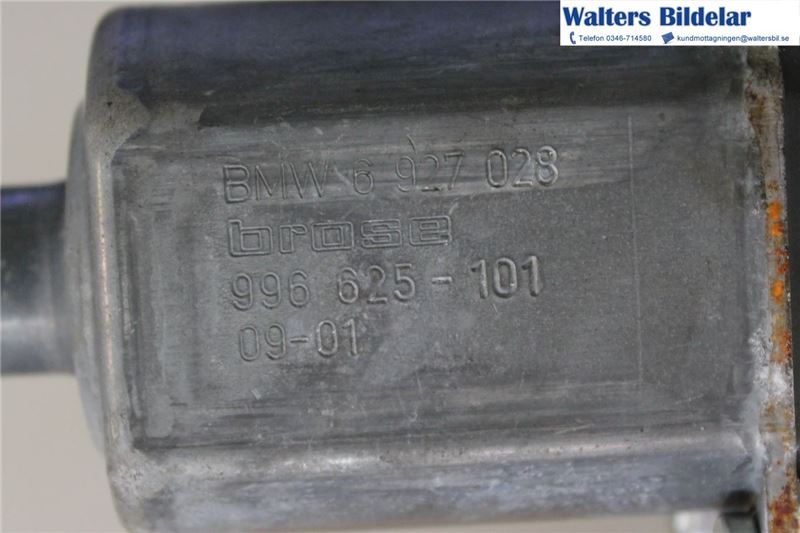 Walters Bildelar
Telefon 0346-714580 kundmottagningen@waltersbil.se
BMW 6 927 028
brose
996 625-101
09-01